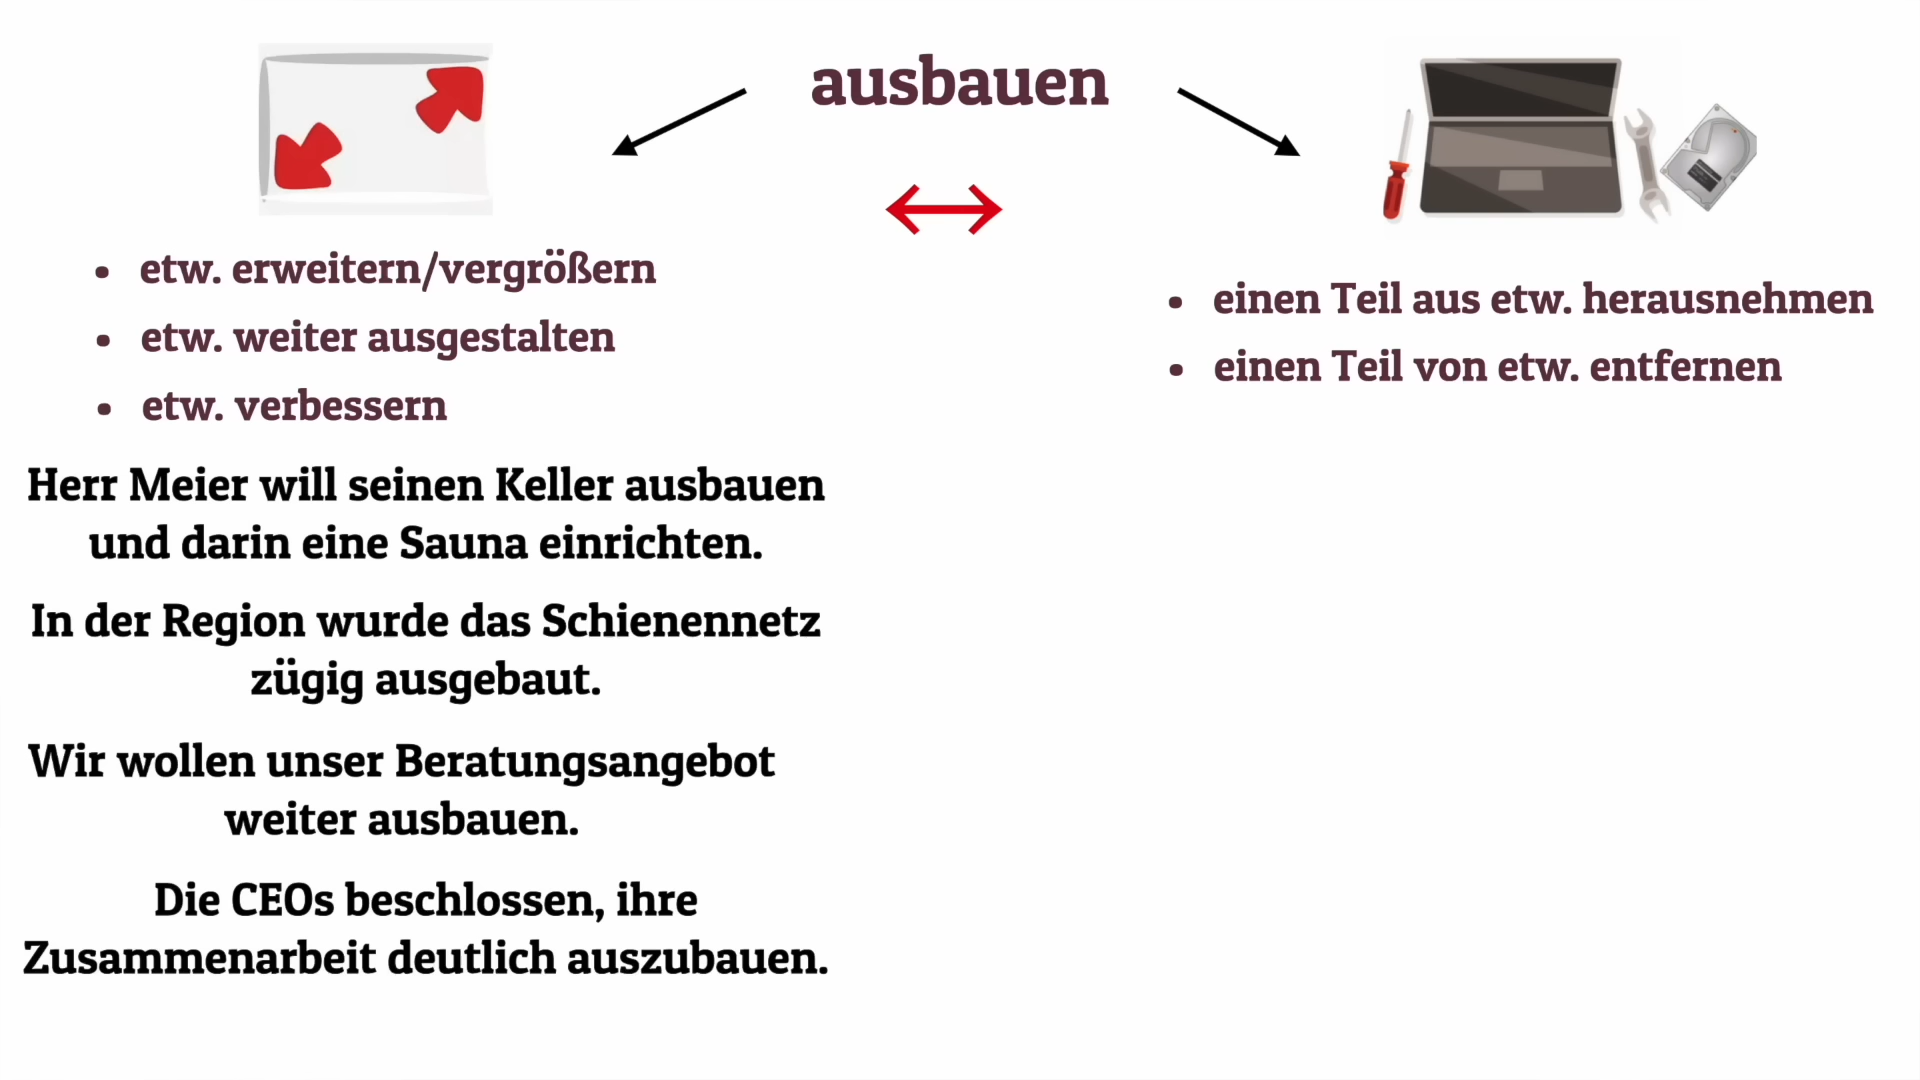 ausbauen
• etw. erweitern/vergrößern
• etw. weiter ausgestalten
• etw. verbessern
• einen Teil aus etw. herausnehmen
• einen Teil von etw. entfernen
Herr Meier will seinen Keller ausbauen
und darin eine Sauna einrichten.
In der Region wurde das Schienennetz
zügig ausgebaut.
Wir wollen unser Beratungsangebot
weiter ausbauen.
Die CEOs beschlossen, ihre
Zusammenarbeit deutlich auszubauen.